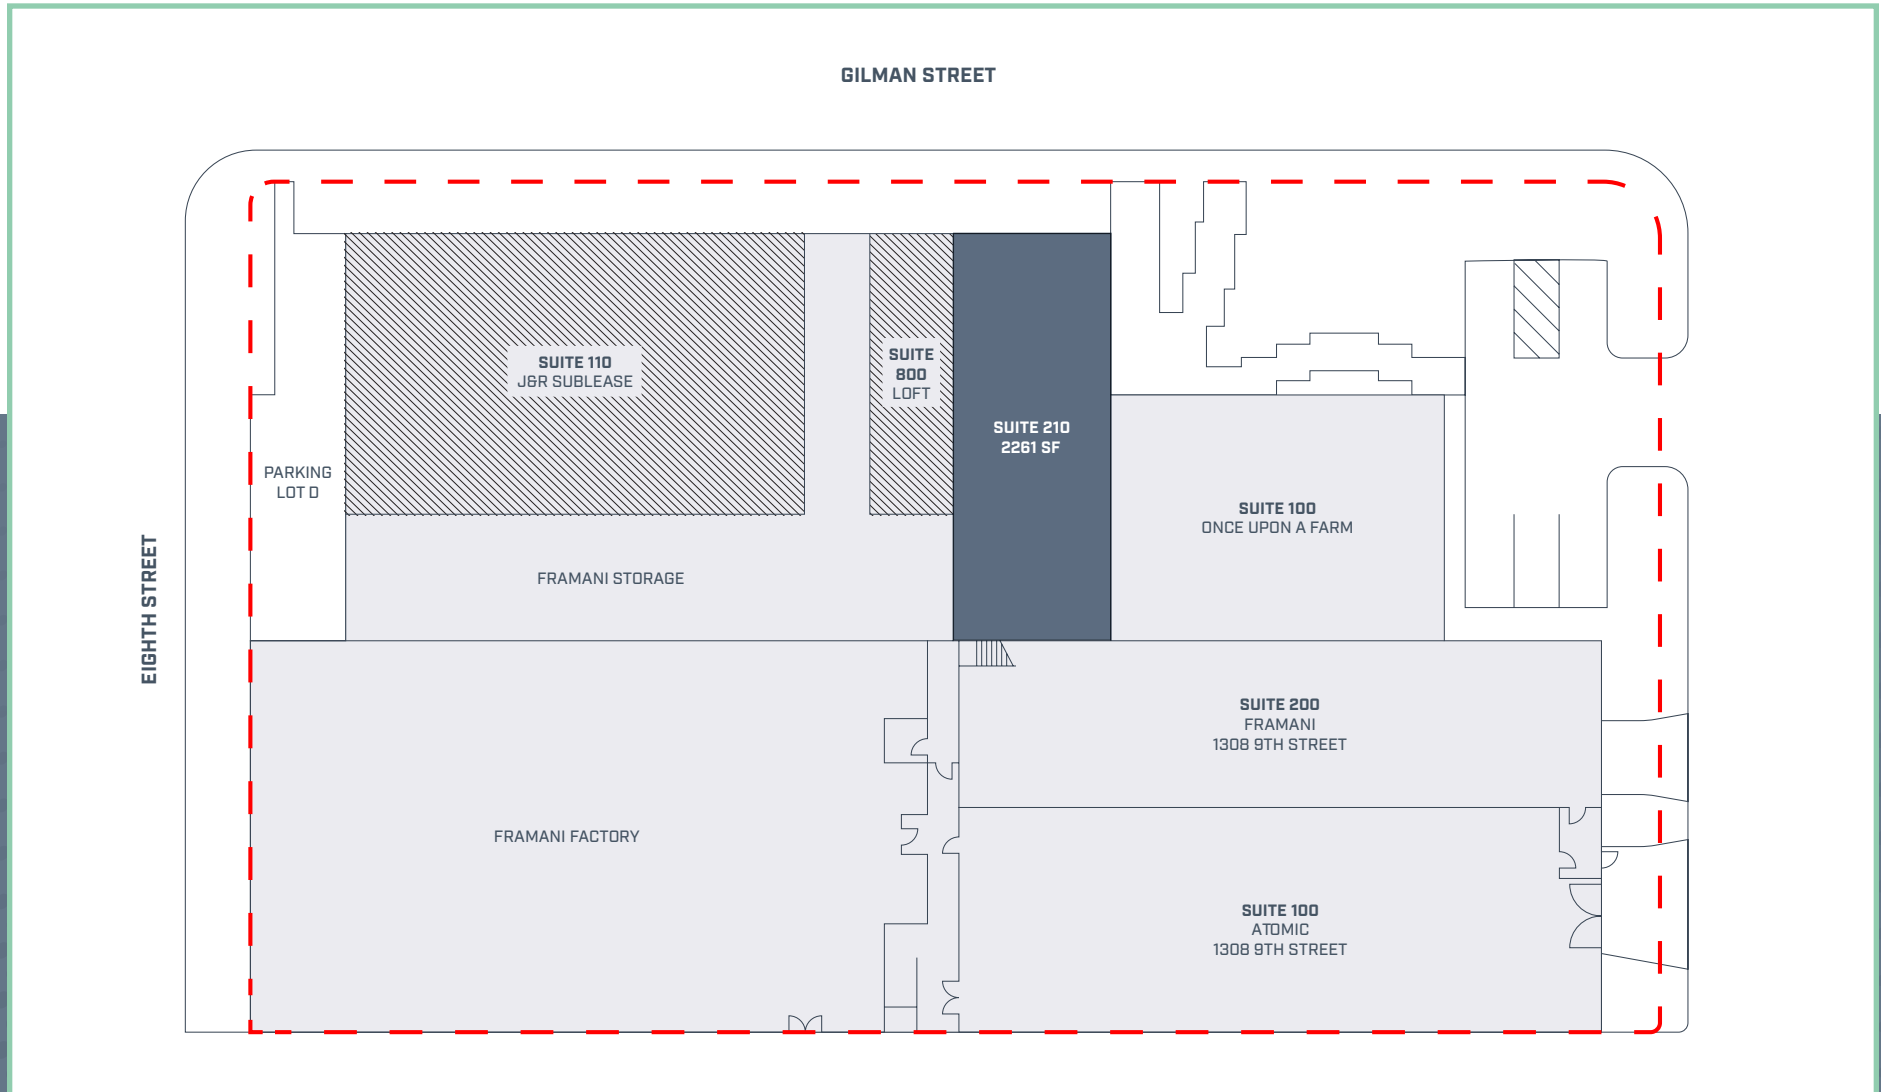 GILMAN STREET
SUITE 110
J&R SUBLEASE
SUITE
800
LOFT
SUITE 210
2261 SF
PARKING
LOT D
SUITE 100
ONCE UPON A FARM
EIGHTH STREET
FRAMANI STORAGE
SUITE 200
FRAMANI
1308 9TH STREET
FRAMANI FACTORY
SUITE 100
ATOMIC
1308 9TH STREET